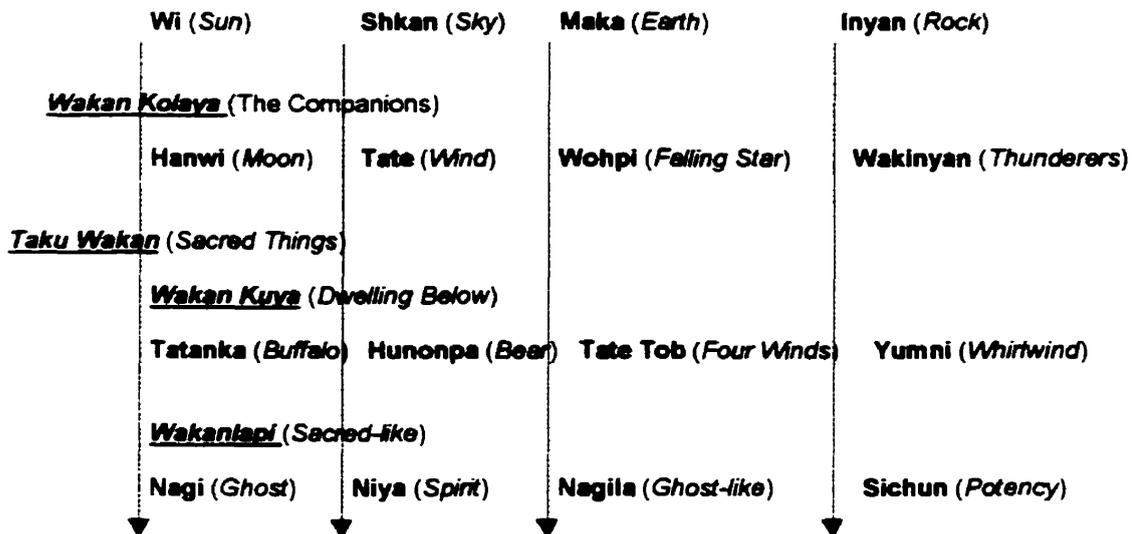 Wi (Sun) Shkan (Sky) Maka (Earth) Inyan (Rock)
Wakan Kolaya (The Companions)
Hanwi (Moon) Tate (Wind) Wohpi (Falling Star) Wakinyan (Thunderers)
Taku Wakan (Sacred Things)
Wakan Kuya (Dwelling Below)
Tatanka (Buffalo) Hunonpa (Bear) Tate Tob (Four Winds) Yumni (Whirlwind)
Wakanlapi (Sacred-like)
Nagi (Ghost) Niya (Spirit) Nagila (Ghost-like) Sichun (Potency)